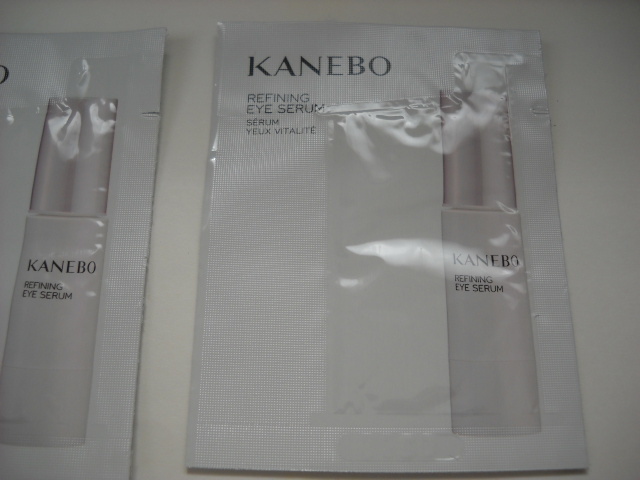 KANEBO
REFINING
EYE SERUM
KANEBO
REFINING
EYE SERUM
SÉRUM
YEUX VITALITÉ
KANEBO
REFINING
EYE SERUM